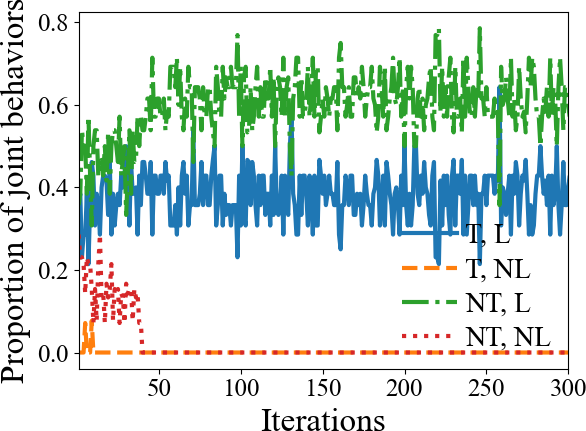 Proportion of joint behaviors
0.8
0.6
0.4
0.2
0.0
T, L
T, NL
NT, L
NT, NL
50
100
150
200
250
300
Iterations